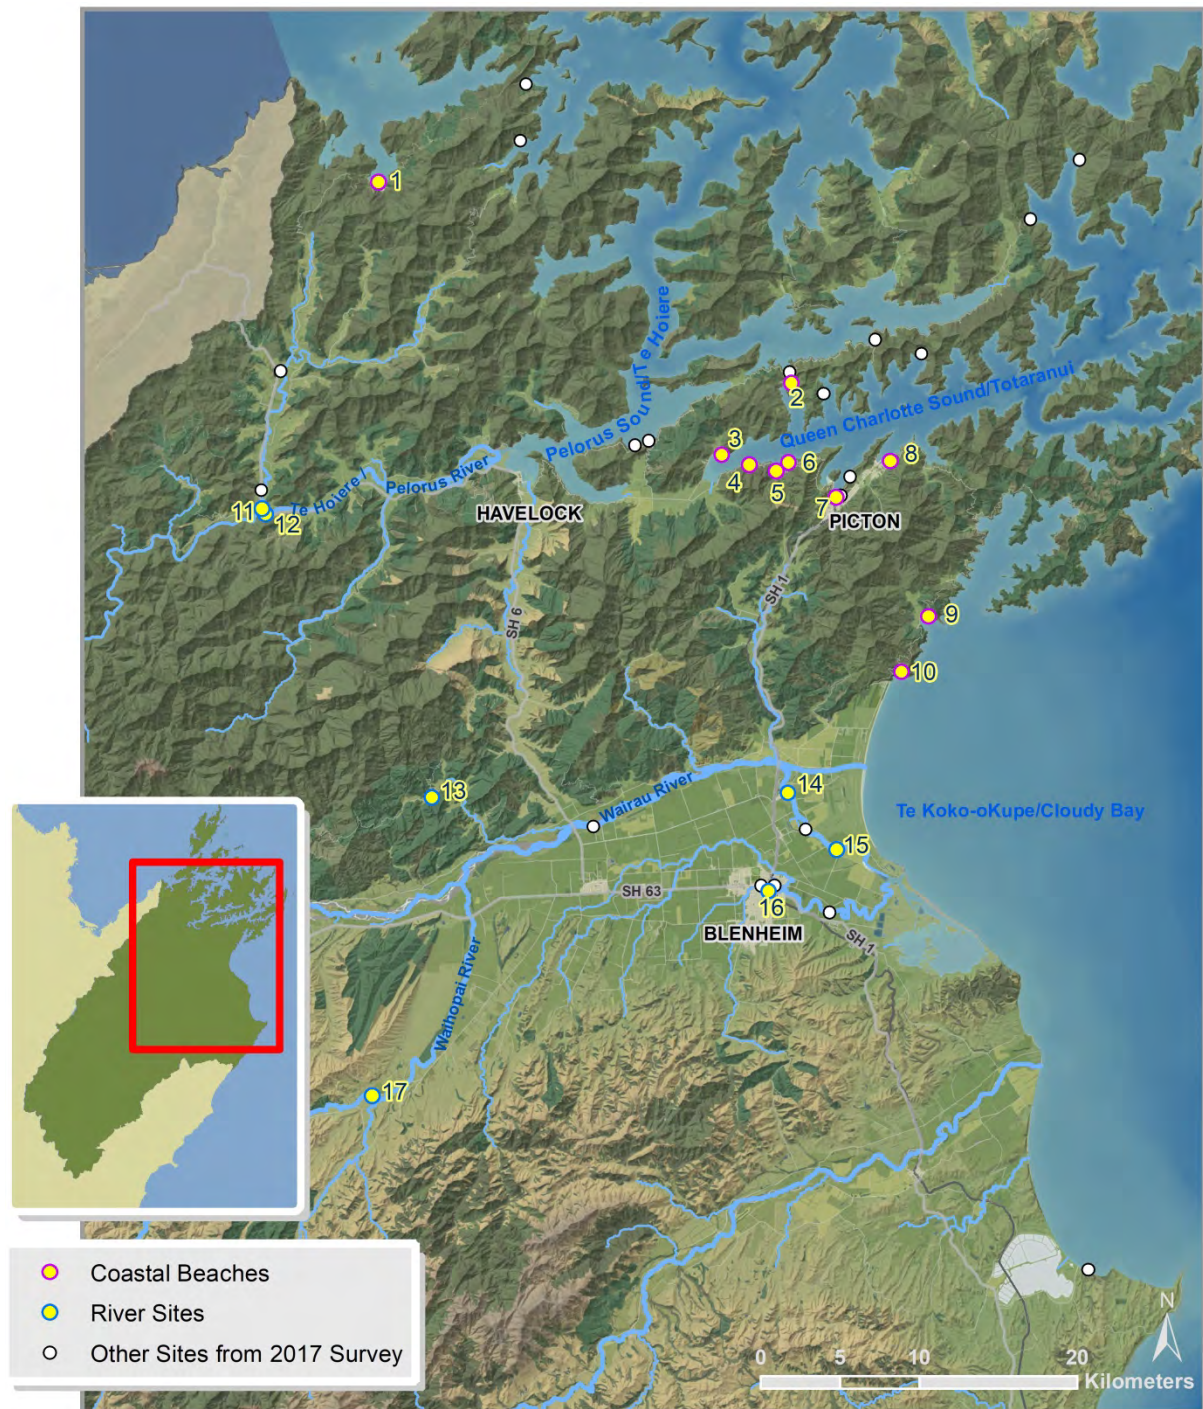 1
Pelorus Sound/Te Hoiere
2
Queen Charlotte Sound/Totaranui
3
4
5
6
7
8
PICTON
Te Hoiere /
Pelorus River
HAVELOCK
11
12
SH 1
SH 6
9
10
13
Wairau River
14
Te Koko-oKupe/Cloudy Bay
15
SH 63
16
BLENHEIM
SH 1
Waihopai River
17
Coastal Beaches
River Sites
Other Sites from 2017 Survey
N
0 5 10 20
Kilometers